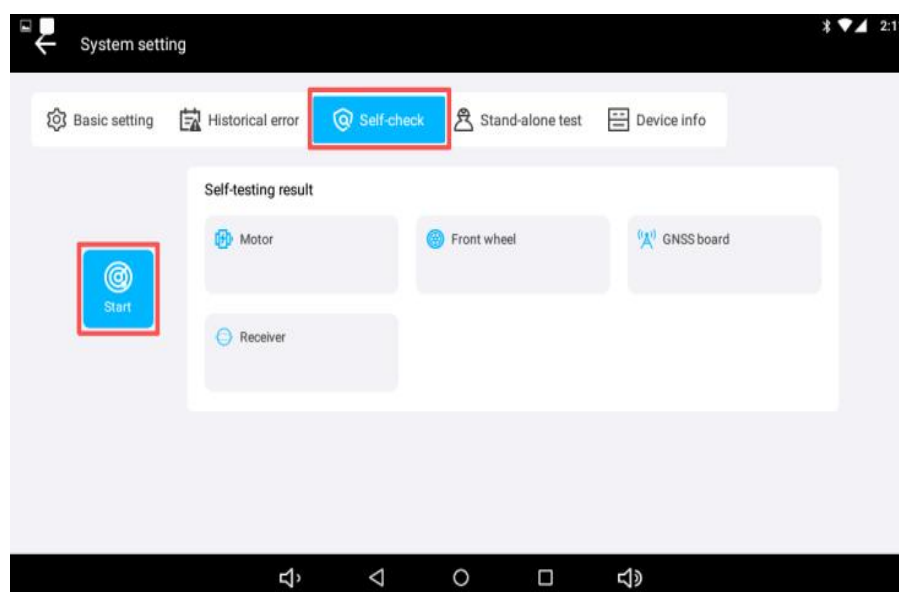 System setting
2:1
Basic setting
Historical error
Self-check
Stand-alone test
Device info
Self-testing result
Start
Motor
Front wheel
GNSS board
Receiver